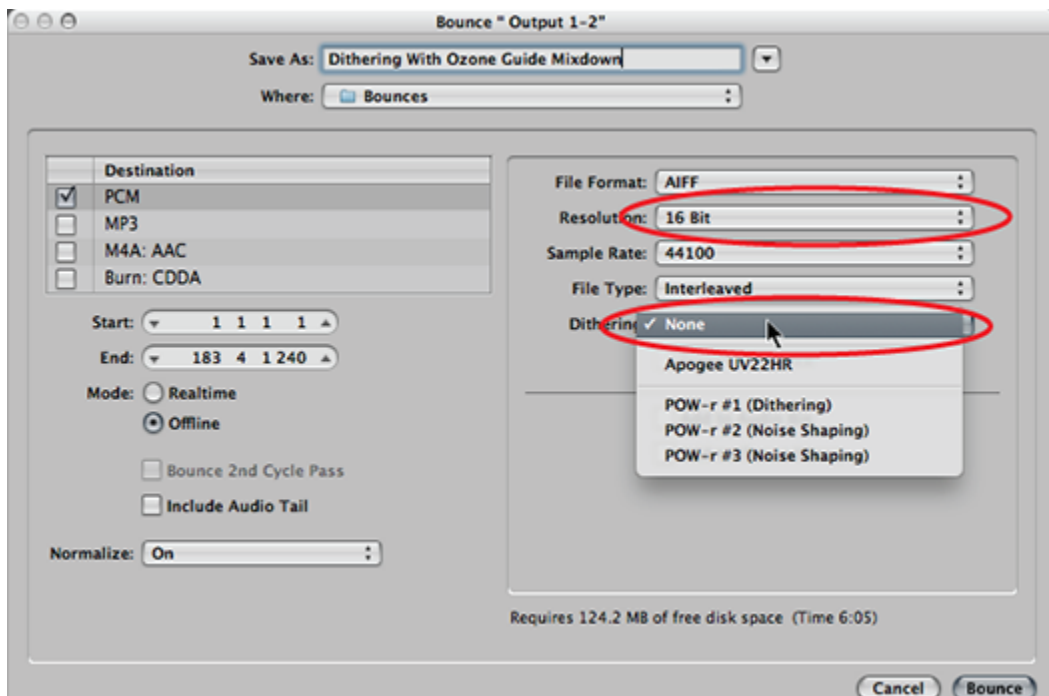 Bounce " Output 1-2"
Save As: Dithering With Ozone Guide Mixdown
Where: Bounces
Destination
PCM
MP3
M4A: AAC
Burn: CDDA
Start: 1 1 1 1
End: 183 4 1 240
Mode: Realtime
Offline
Bounce 2nd Cycle Pass
Include Audio Tail
Normalize: On
File Format: AIFF
Resolution: 16 Bit
Sample Rate: 44100
File Type: Interleaved
Dithering ✓ None
Apogee UV22HR
POW-r #1 (Dithering)
POW-r #2 (Noise Shaping)
POW-r #3 (Noise Shaping)
Requires 124.2 MB of free disk space (Time 6:05)
Cancel Bounce